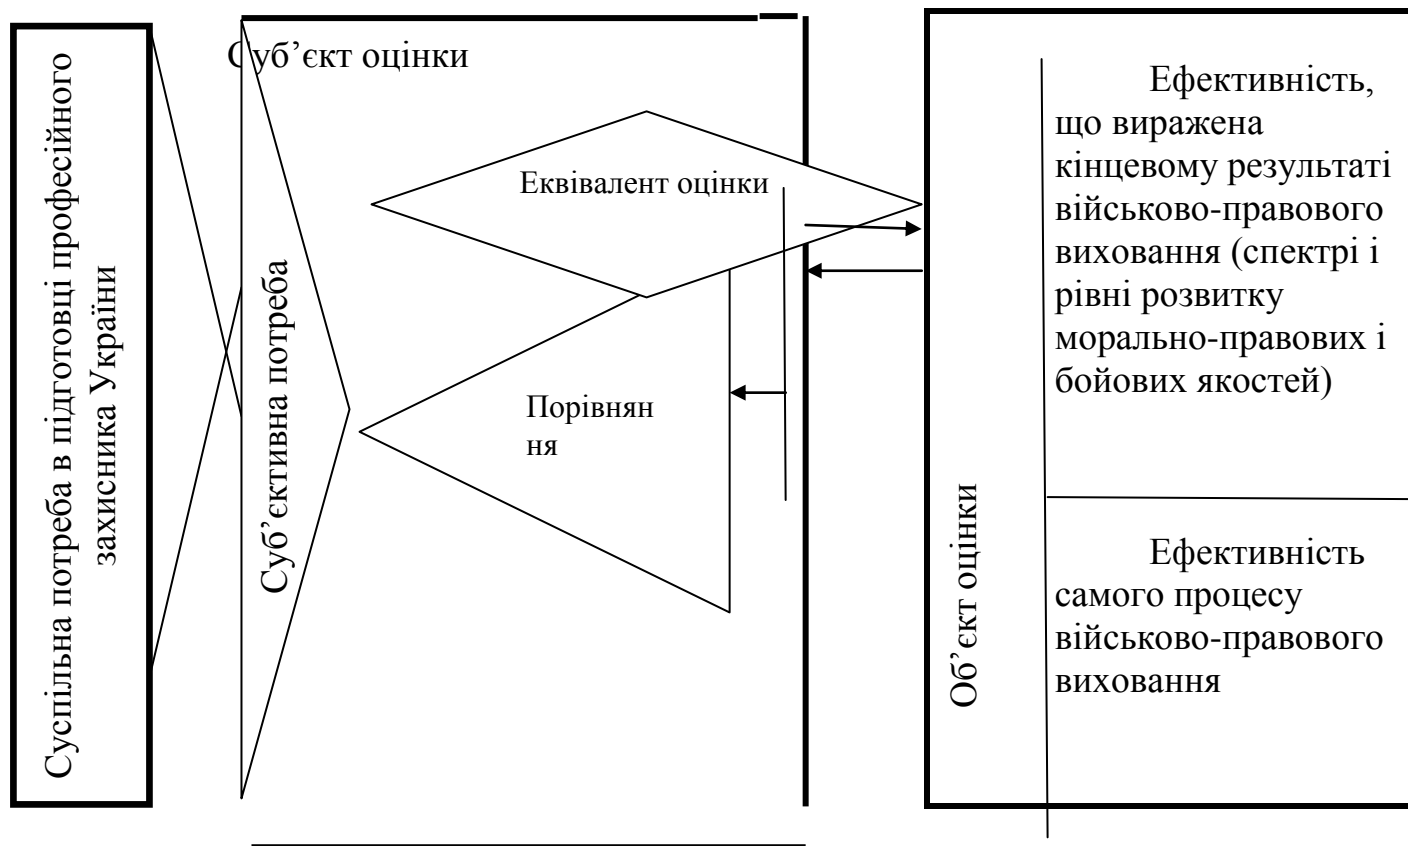 Суспільна потреба в підготовці професійного
захисника України
Суб’єкт оцінки
Суб’єктивна потреба
Еквівалент оцінки
Порівнян
ня
Об’єкт оцінки
Ефективність,
що виражена
кінцевому результаті
військово-правового
виховання (спектрі і
рівні розвитку
морально-правових і
бойових якостей)
Ефективність
самого процесу
військово-правового
виховання